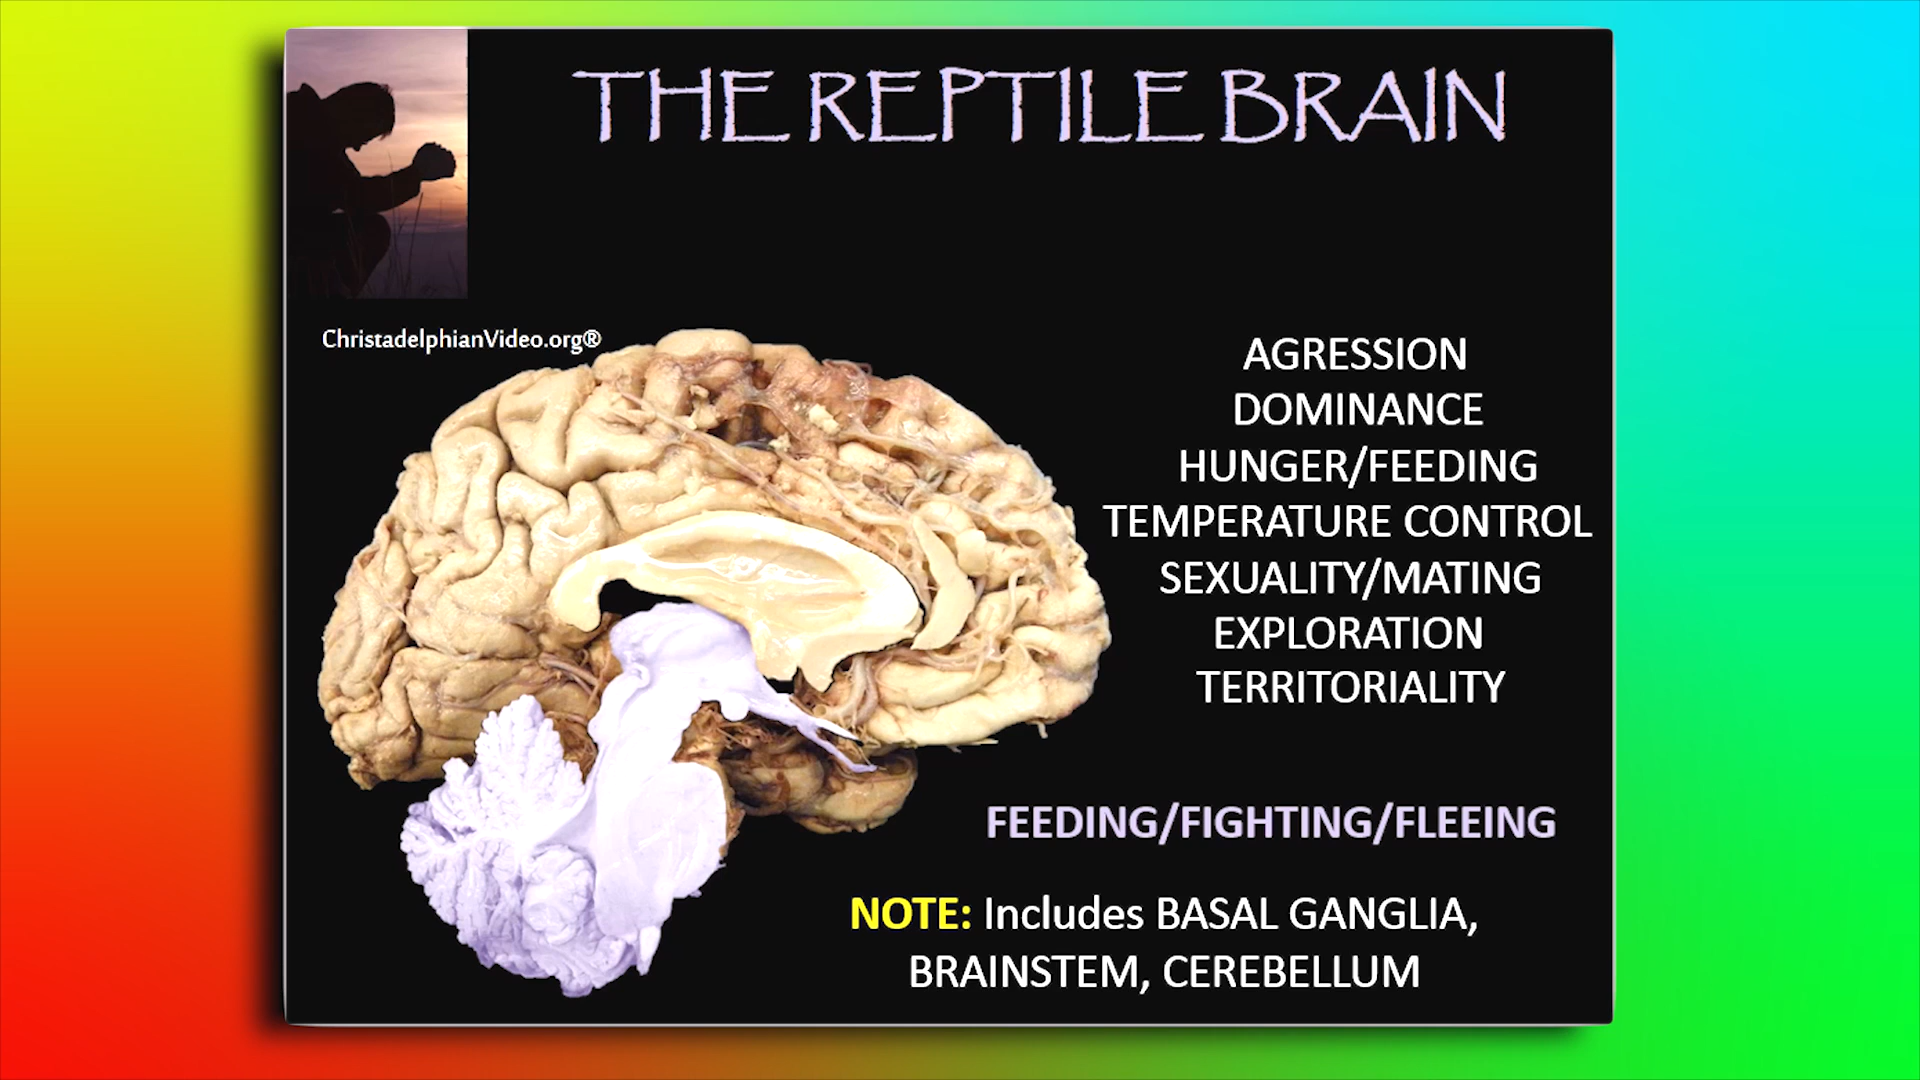 THE REPTILE BRAIN
ChristadelphianVideo.org®
AGRESSION
DOMINANCE
HUNGER/FEEDING
TEMPERATURE CONTROL
SEXUALITY/MATING
EXPLORATION
TERRITORIALITY
FEEDING/FIGHTING/FLEEING
NOTE: Includes BASAL GANGLIA,
BRAINSTEM, CEREBELLUM